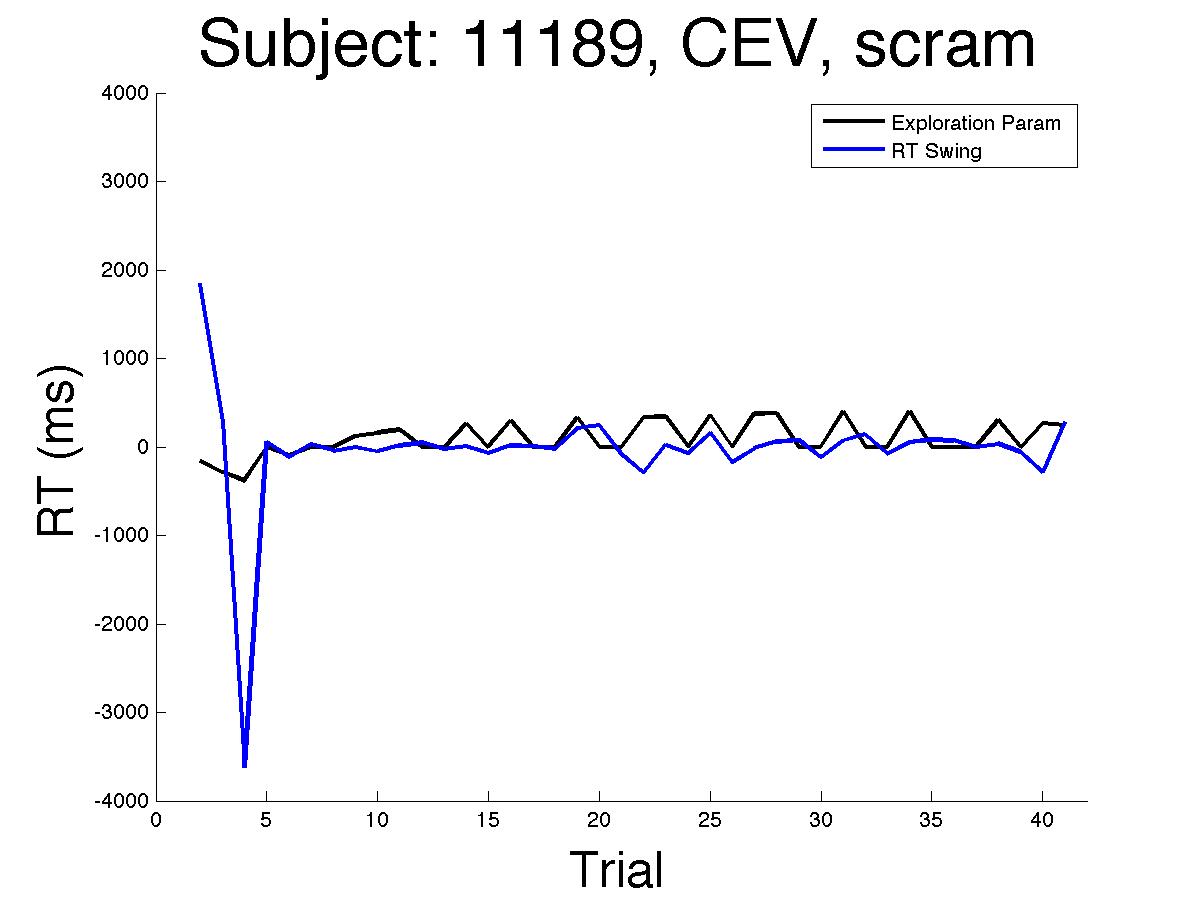 Subject: 11189, CEV, scram
Exploration Param
RT Swing
4000
3000
2000
1000
0
-1000
-2000
-3000
-4000
RT (ms)
0 5 10 15 20 25 30 35 40
Trial